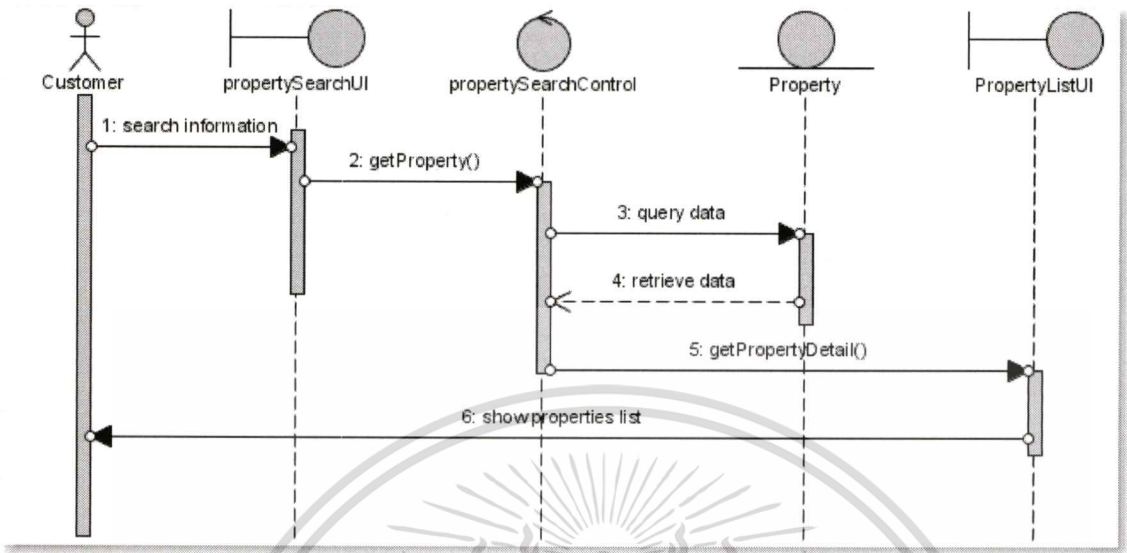 Customer
propertySearchUI
propertySearchControl
Property
PropertyListUI
1: search information
2: getProperty()
3: query data
4: retrieve data
5: getPropertyDetail()
6: show properties list